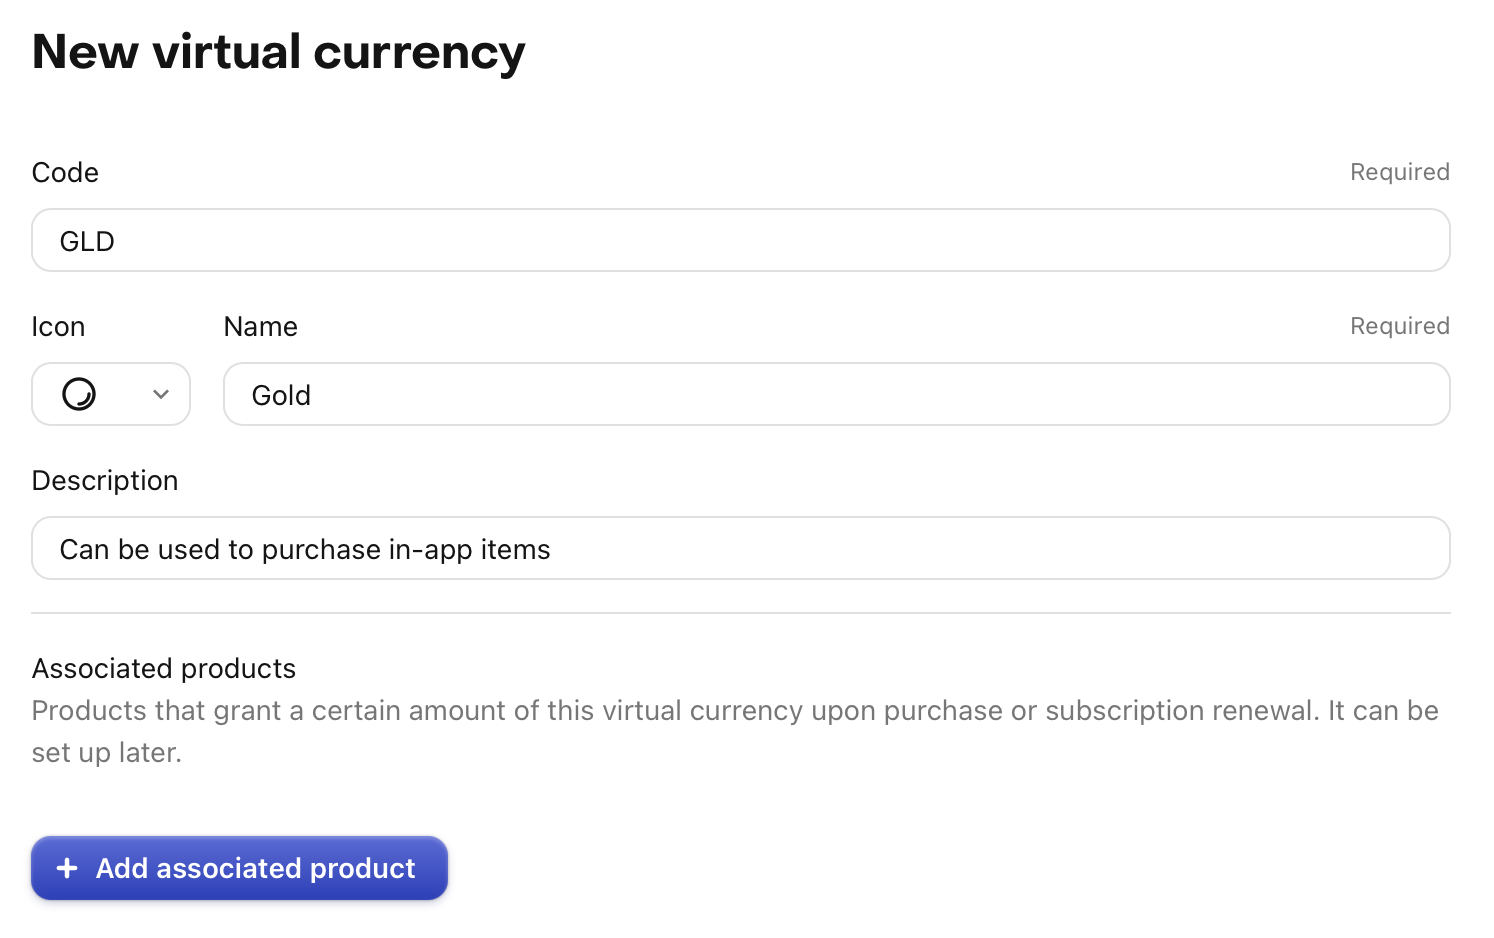 New virtual currency
Code
Required
GLD
Icon
Name
Required
Gold
Description
Can be used to purchase in-app items
Associated products
Products that grant a certain amount of this virtual currency upon purchase or subscription renewal. It can be
set up later.
+ Add associated product